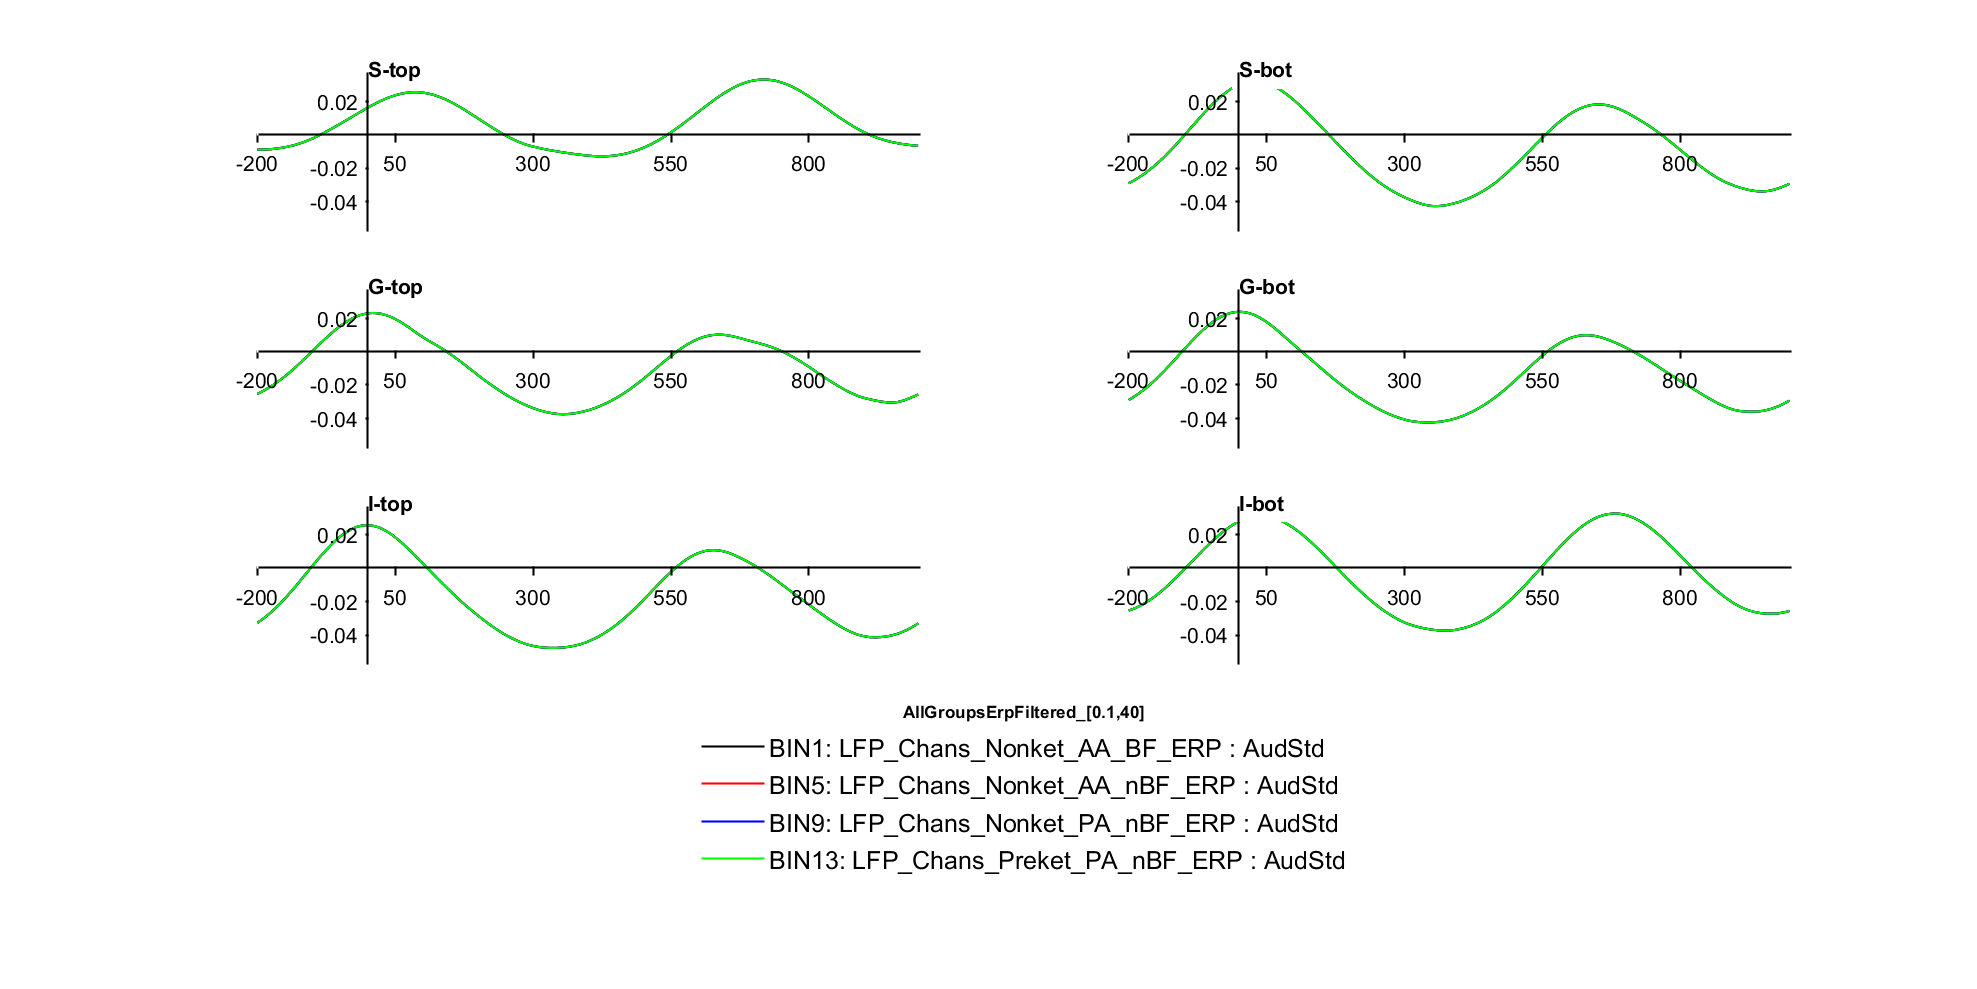 S-top
S-bot
0.02
0.02
-200 50 300 550 800
-200 50 300 550 800
-0.02
-0.02
-0.04
-0.04
G-top
G-bot
0.02
0.02
-200 50 300 550 800
-200 50 300 550 800
-0.02
-0.02
-0.04
-0.04
I-top
I-bot
0.02
0.02
-200 50 300 550 800
-200 50 300 550 800
-0.02
-0.02
-0.04
-0.04
AllGroupsErpFiltered_[0.1,40]
BIN1: LFP_Chans_Nonket_AA_BF_ERP : AudStd
BIN5: LFP_Chans_Nonket_AA_nBF_ERP : AudStd
BIN9: LFP_Chans_Nonket_PA_nBF_ERP : AudStd
BIN13: LFP_Chans_Preket_PA_nBF_ERP : AudStd